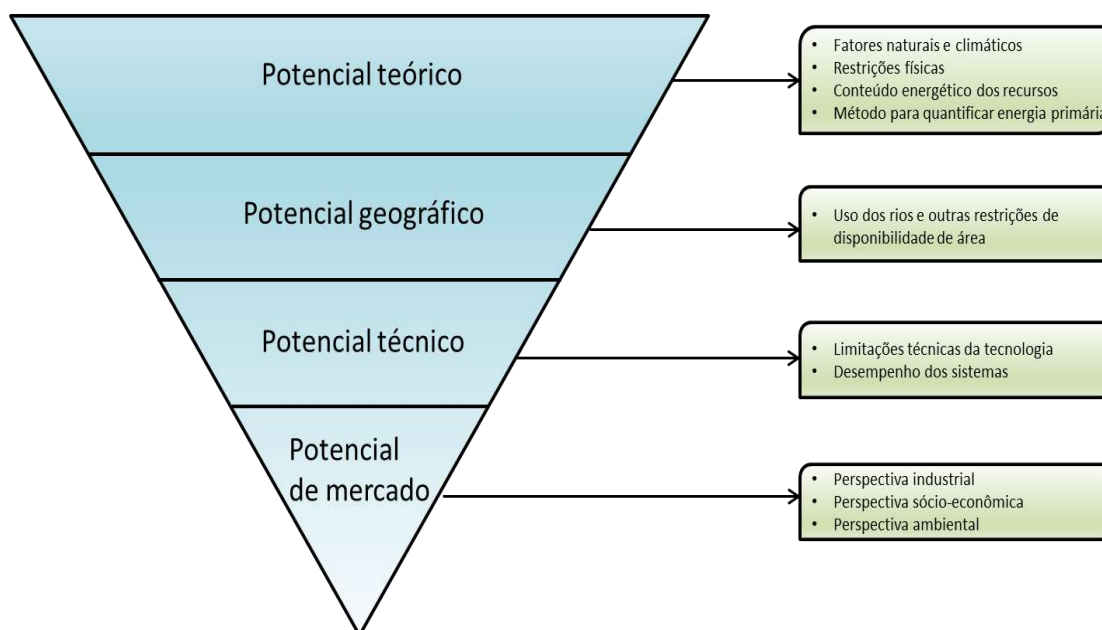 Potencial teórico
• Fatores naturais e climáticos
• Restrições físicas
• Conteúdo energético dos recursos
• Método para quantificar energia primária
Potencial geográfico
• Uso dos rios e outras restrições de
disponibilidade de área
Potencial técnico
• Limitações técnicas da tecnologia
• Desempenho dos sistemas
Potencial
de mercado
• Perspectiva industrial
• Perspectiva sócio-econômica
• Perspectiva ambiental